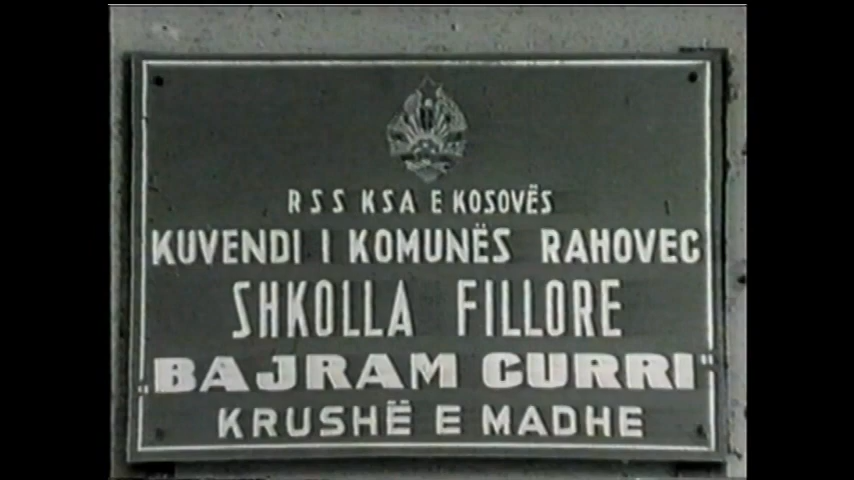 RSS KSA E KOSOVËS
KUVENDI I KOMUNËS RAHOVEC
SHKOLLA FILLORE
„BAJRAM CURRI"
KRUSHË E MADHE